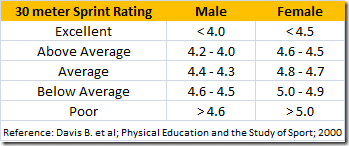 30 meter Sprint Rating Male Female
Excellent < 4.0 < 4.5
Above Average 4.2 - 4.0 4.6 - 4.5
Average 4.4 - 4.3 4.8 - 4.7
Below Average 4.6 - 4.5 5.0 - 4.9
Poor > 4.6 > 5.0
Reference: Davis B. et al; Physical Education and the Study of Sport; 2000